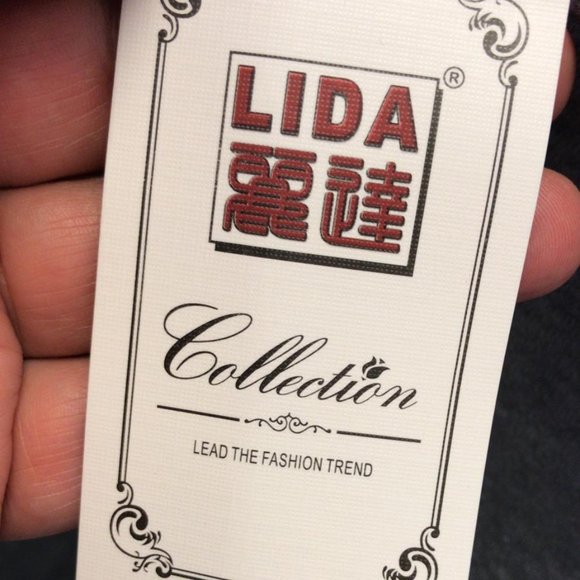 LIDA
®
麗達
Collection
LEAD THE FASHION TREND